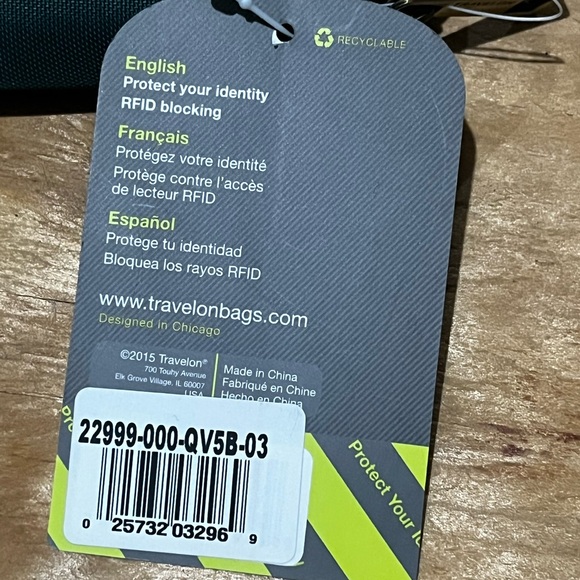 RECYCLABLE
English
Protect your identity
RFID blocking
Français
Protégez votre identité
Protège contre l'accès
de lecteur RFID
Español
Protege tu identidad
Bloquea los rayos RFID
www.travelonbags.com
Designed in Chicago
©2015 Travelon®
700 Touhy Avenue
Elk Grove Village, IL 60007
USA
Made in China
Fabriqué en Chine
Hecho en China
22999-000-QV5B-03
0 25732 03296 9
Protect Your